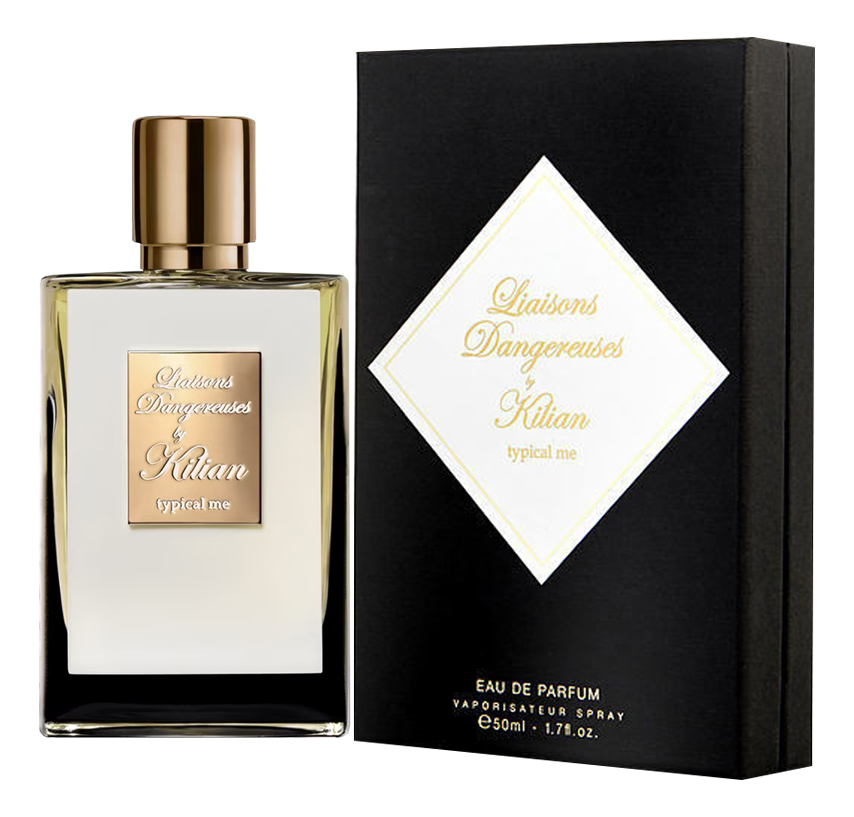 Liaisons
Dangereuses
by
Kilian
typical me
Liaisons
Dangereuses
by
Kilian
typical me
EAU DE PARFUM
VAPORISATEUR SPRAY
℮50ml - 1.7fl.oz.